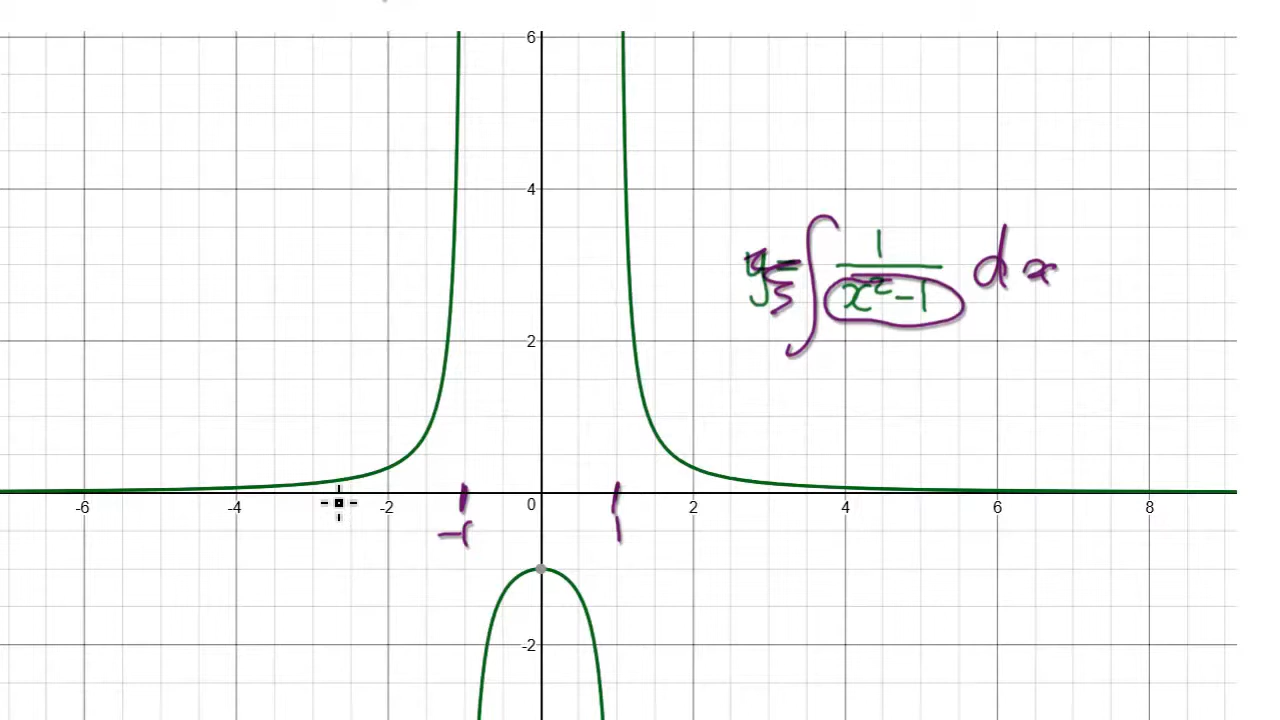 6
4
y = ∫ 1/(x² - 1) dx
2
-6 -4 -2 0 2 4 6 8
-1 1
-2